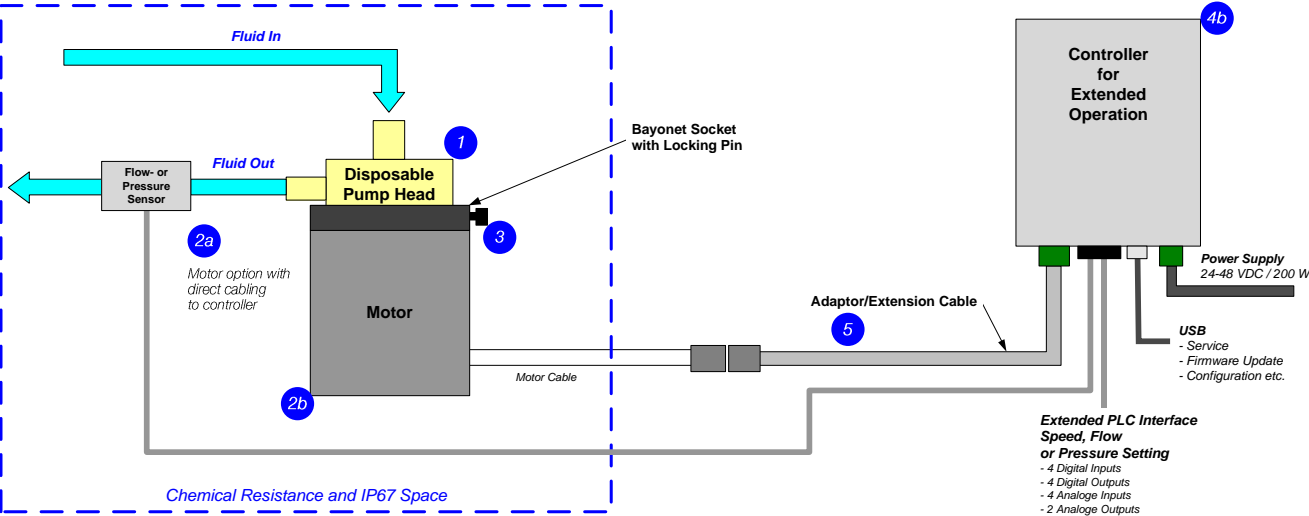 Fluid In
4b
Controller
for
Extended
Operation
1
Bayonet Socket
with Locking Pin
Flow- or
Pressure
Sensor
Fluid Out
Disposable
Pump Head
2a
3
Motor option with
direct cabling
to controller
Motor
Power Supply
24-48 VDC / 200 W
Adaptor/Extension Cable
5
USB
- Service
- Firmware Update
- Configuration etc.
Motor Cable
2b
Extended PLC Interface
Speed, Flow
or Pressure Setting
- 4 Digital Inputs
- 4 Digital Outputs
- 4 Analoge Inputs
- 2 Analoge Outputs
Chemical Resistance and IP67 Space